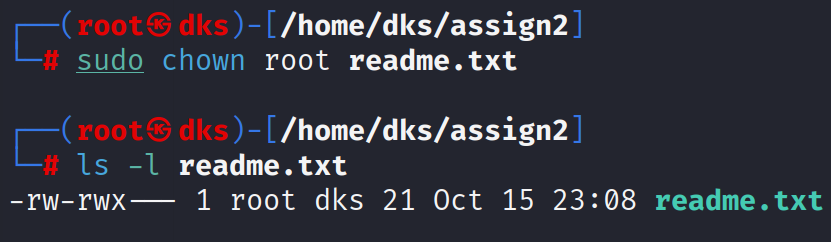 ┌──(root㉿dks)-[/home/dks/assign2]
└─# sudo chown root readme.txt
┌──(root㉿dks)-[/home/dks/assign2]
└─# ls -l readme.txt
-rw-rwx--- 1 root dks 21 Oct 15 23:08 readme.txt